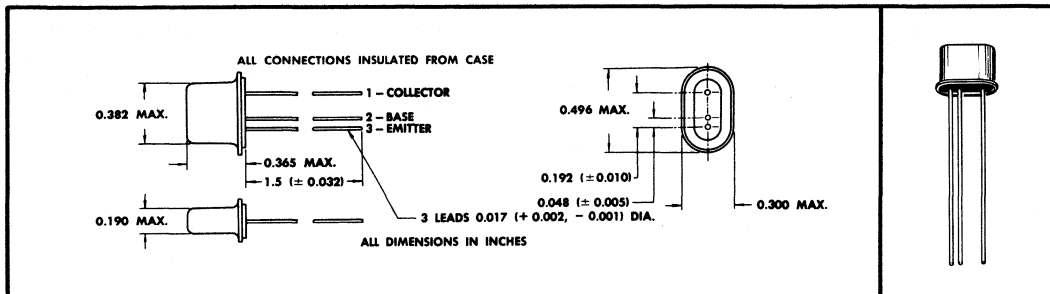 ALL CONNECTIONS INSULATED FROM CASE
1 – COLLECTOR
0.382 MAX.
2 – BASE
3 – EMITTER
0.365 MAX.
1.5 (± 0.032)
0.190 MAX.
3 LEADS 0.017 (+ 0.002, – 0.001) DIA.
ALL DIMENSIONS IN INCHES
0.496 MAX.
0.192 (±0.010)
0.048 (± 0.005)
0.300 MAX.